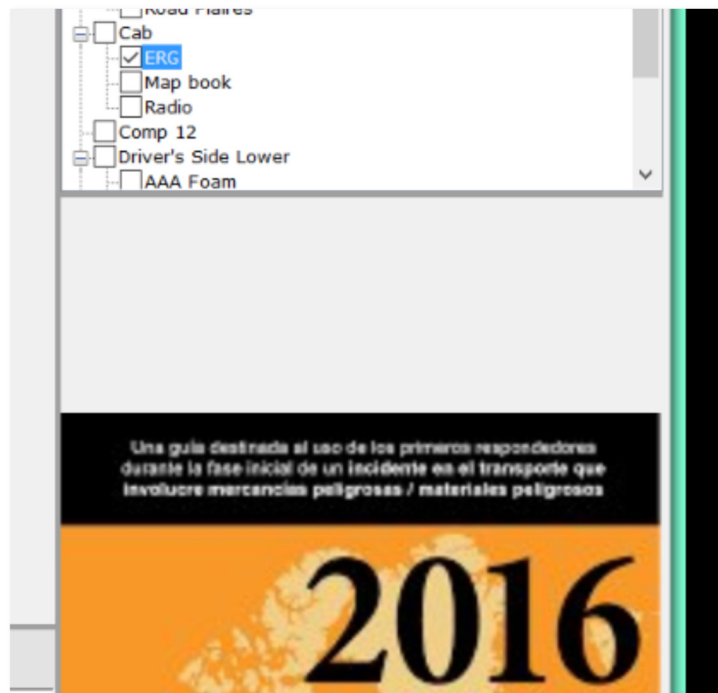 Road Flares
Cab
ERG
Map book
Radio
Comp 12
Driver's Side Lower
AAA Foam
Una guía destinada al uso de los primeros respondedores
durante la fase inicial de un incidente en el transporte que
involucre mercancías peligrosas / materiales peligrosos
2016